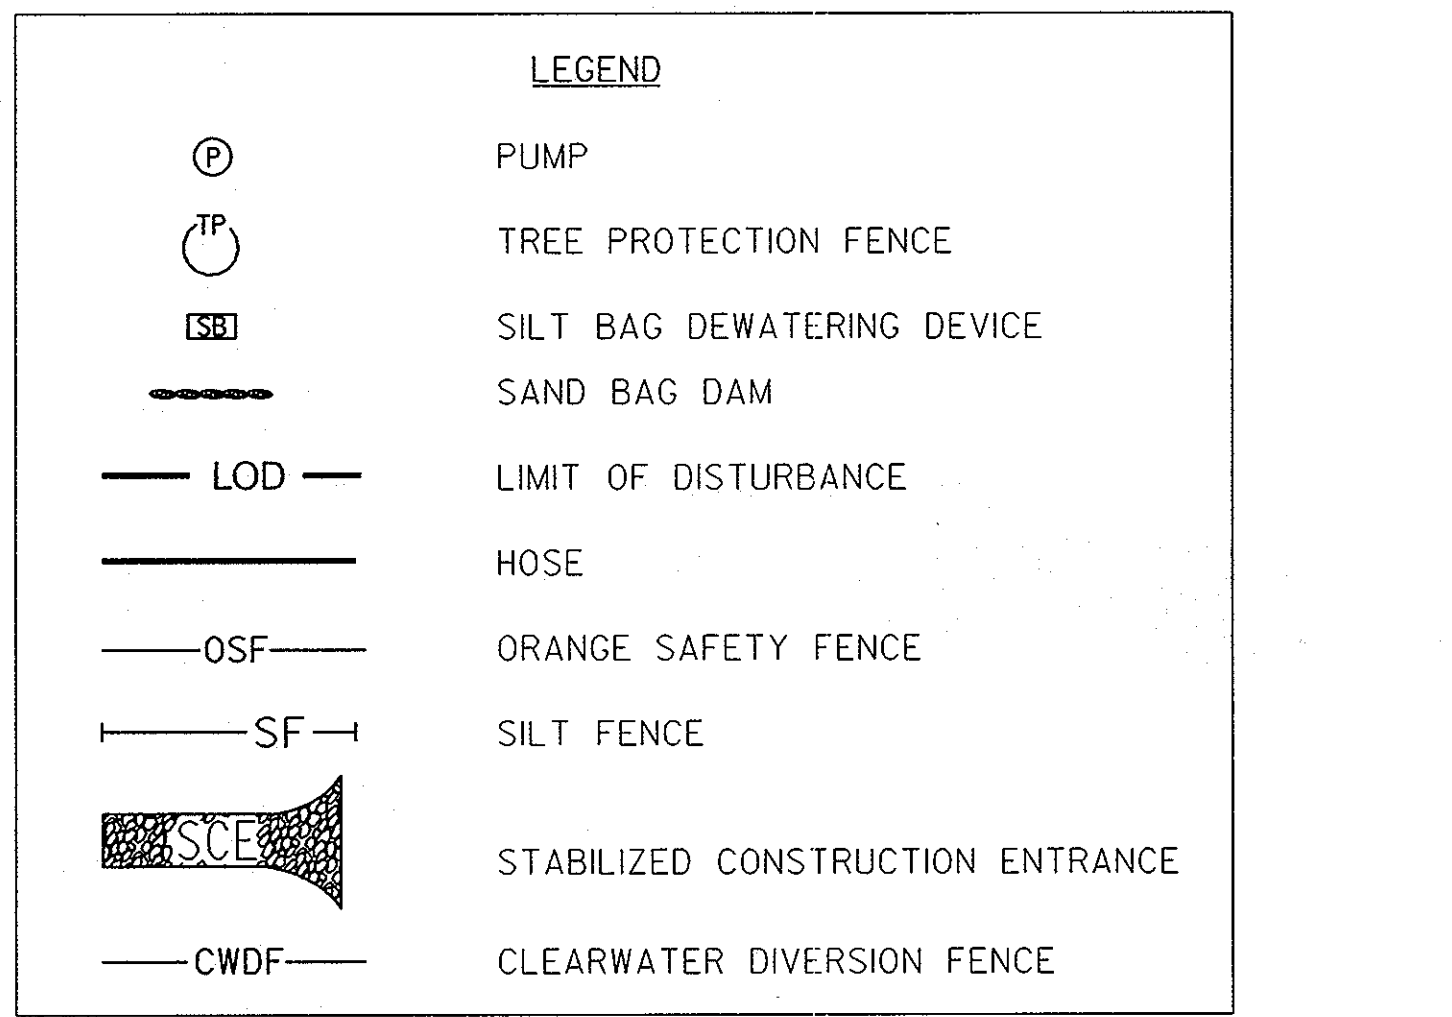 LEGEND
P PUMP
TP TREE PROTECTION FENCE
SB SILT BAG DEWATERING DEVICE
SAND BAG DAM
LOD LIMIT OF DISTURBANCE
HOSE
OSF ORANGE SAFETY FENCE
SF SILT FENCE
SCE STABILIZED CONSTRUCTION ENTRANCE
CWDF CLEARWATER DIVERSION FENCE